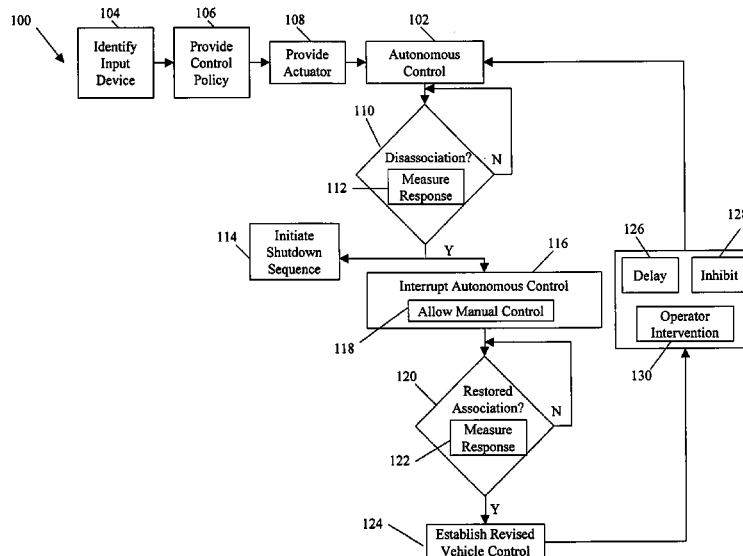 100
104
106
108
102
Identify
Input
Device
Provide
Control
Policy
Provide
Actuator
Autonomous
Control
110
Disassociation?
N
112
Measure
Response
Y
114
Initiate
Shutdown
Sequence
116
Interrupt Autonomous Control
Allow Manual Control
118
126
128
Delay
Inhibit
Operator
Intervention
130
120
Restored
Association?
N
122
Measure
Response
Y
124
Establish Revised
Vehicle Control